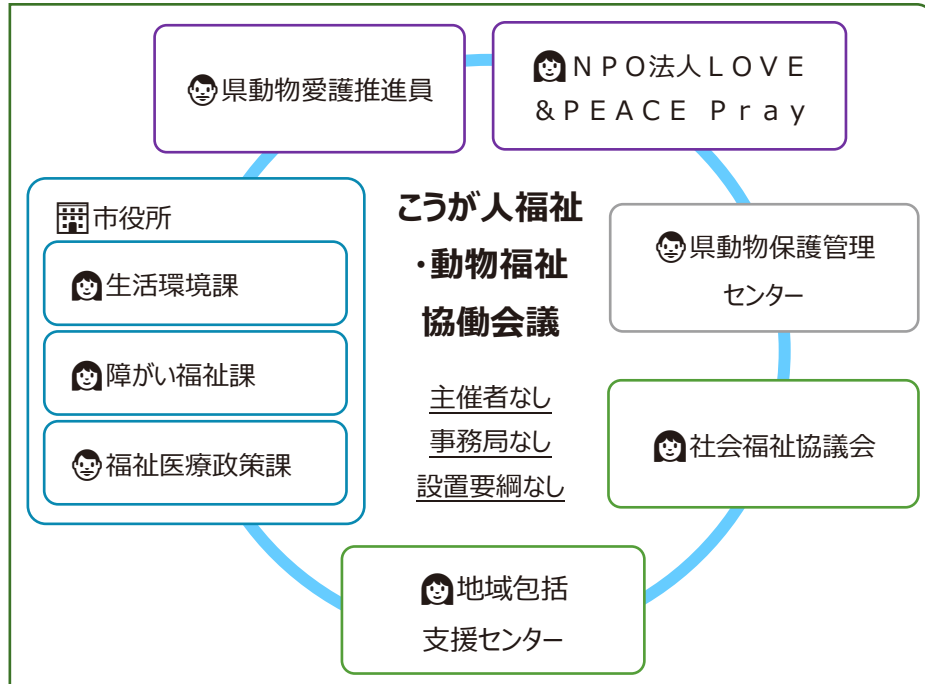 県動物愛護推進員
ＮＰＯ法人ＬＯＶＥ
＆ＰＥＡＣＥ　Ｐｒａｙ
市役所
生活環境課
障がい福祉課
福祉医療政策課
こうが人福祉
・動物福祉
協働会議
主催者なし
事務局なし
設置要綱なし
県動物保護管理
センター
社会福祉協議会
地域包括
支援センター